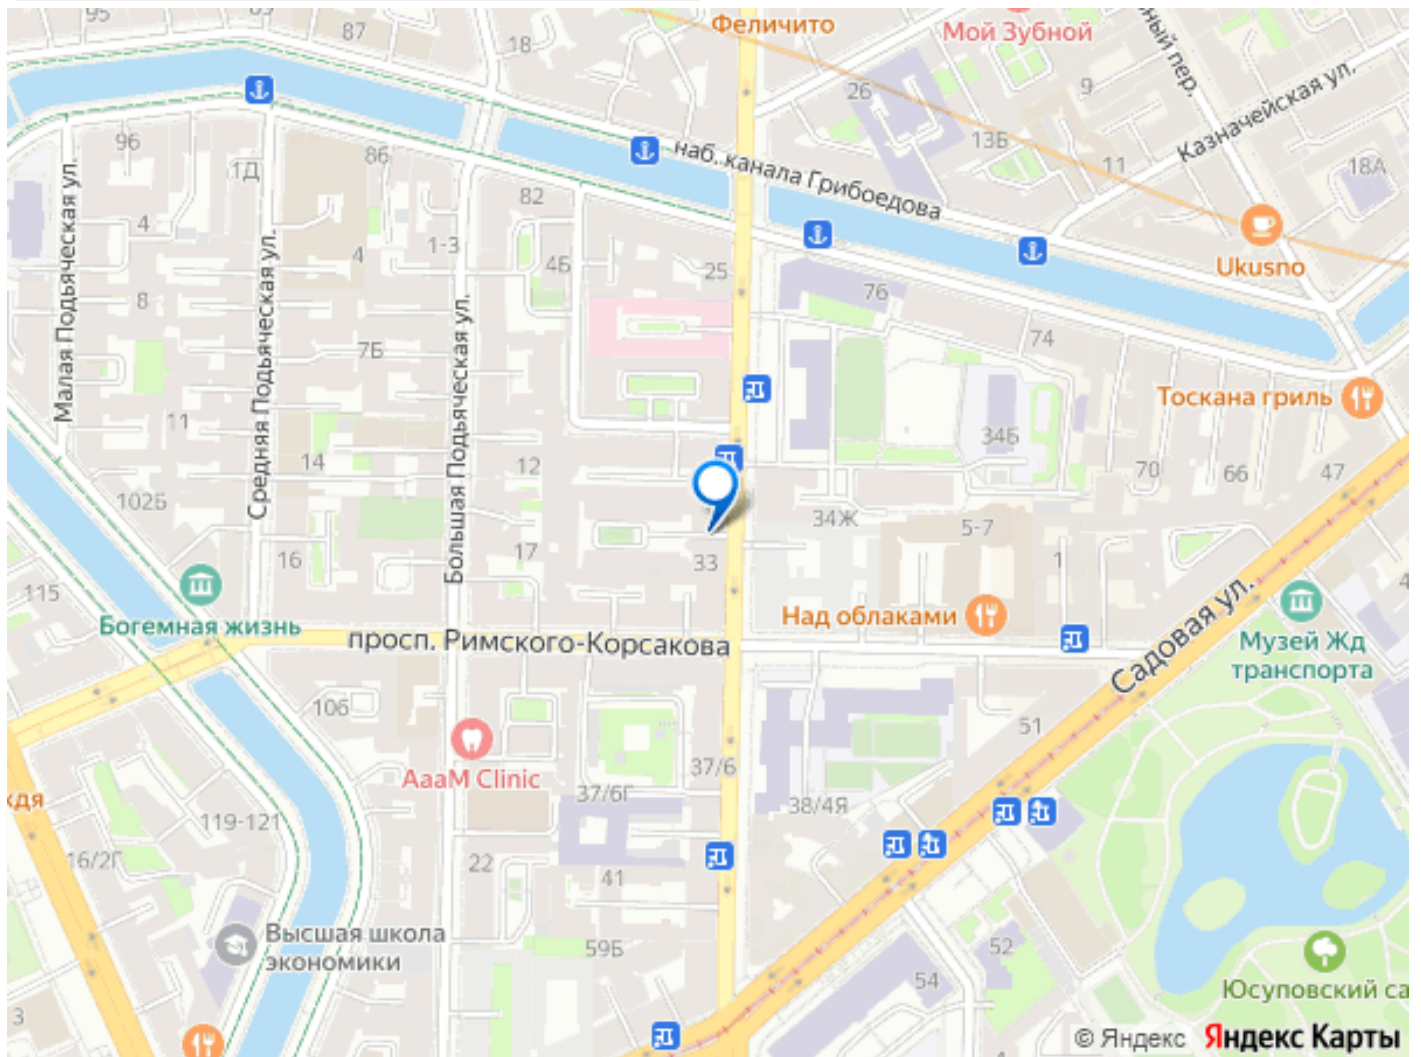 95
87
18
Феличито
Мой Зубной
ный пер.
26
9
13Б
11
Казначейская ул.
18А
наб. канала Грибоедова
96
1Д
86
82
Малая Подьяческая ул.
4
4
1-3
4Б
25
Ukusno
8
Средняя Подьяческая ул.
7Б
Большая Подьяческая ул.
76
74
Тоскана гриль
11
14
12
34Б
70
66
47
102Б
34Ж
5-7
16
17
33
1
4
115
Богемная жизнь
просп. Римского-Корсакова
Над облаками
Садовая ул.
Музей Жд
транспорта
106
51
AaaM Clinic
37/6
37/6Г
38/4Я
ждя
119-121
16/2Г
22
41
Высшая школа
экономики
59Б
52
54
Юсуповский са
3
© Яндекс Яндекс Карты